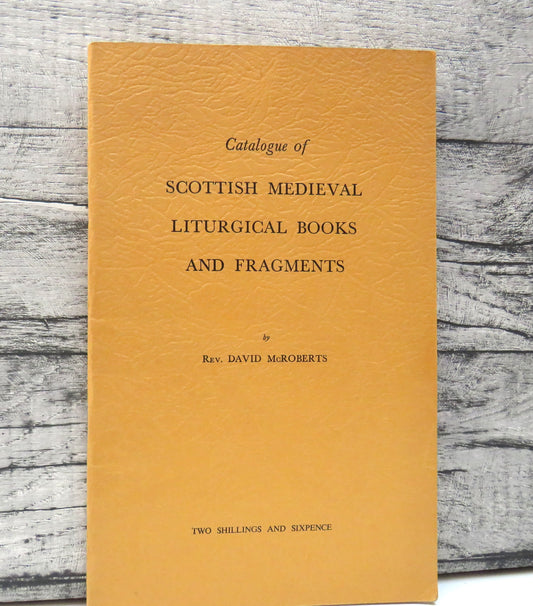 Catalogue of
SCOTTISH MEDIEVAL
LITURGICAL BOOKS
AND FRAGMENTS
by
REV. DAVID McROBERTS
TWO SHILLINGS AND SIXPENCE